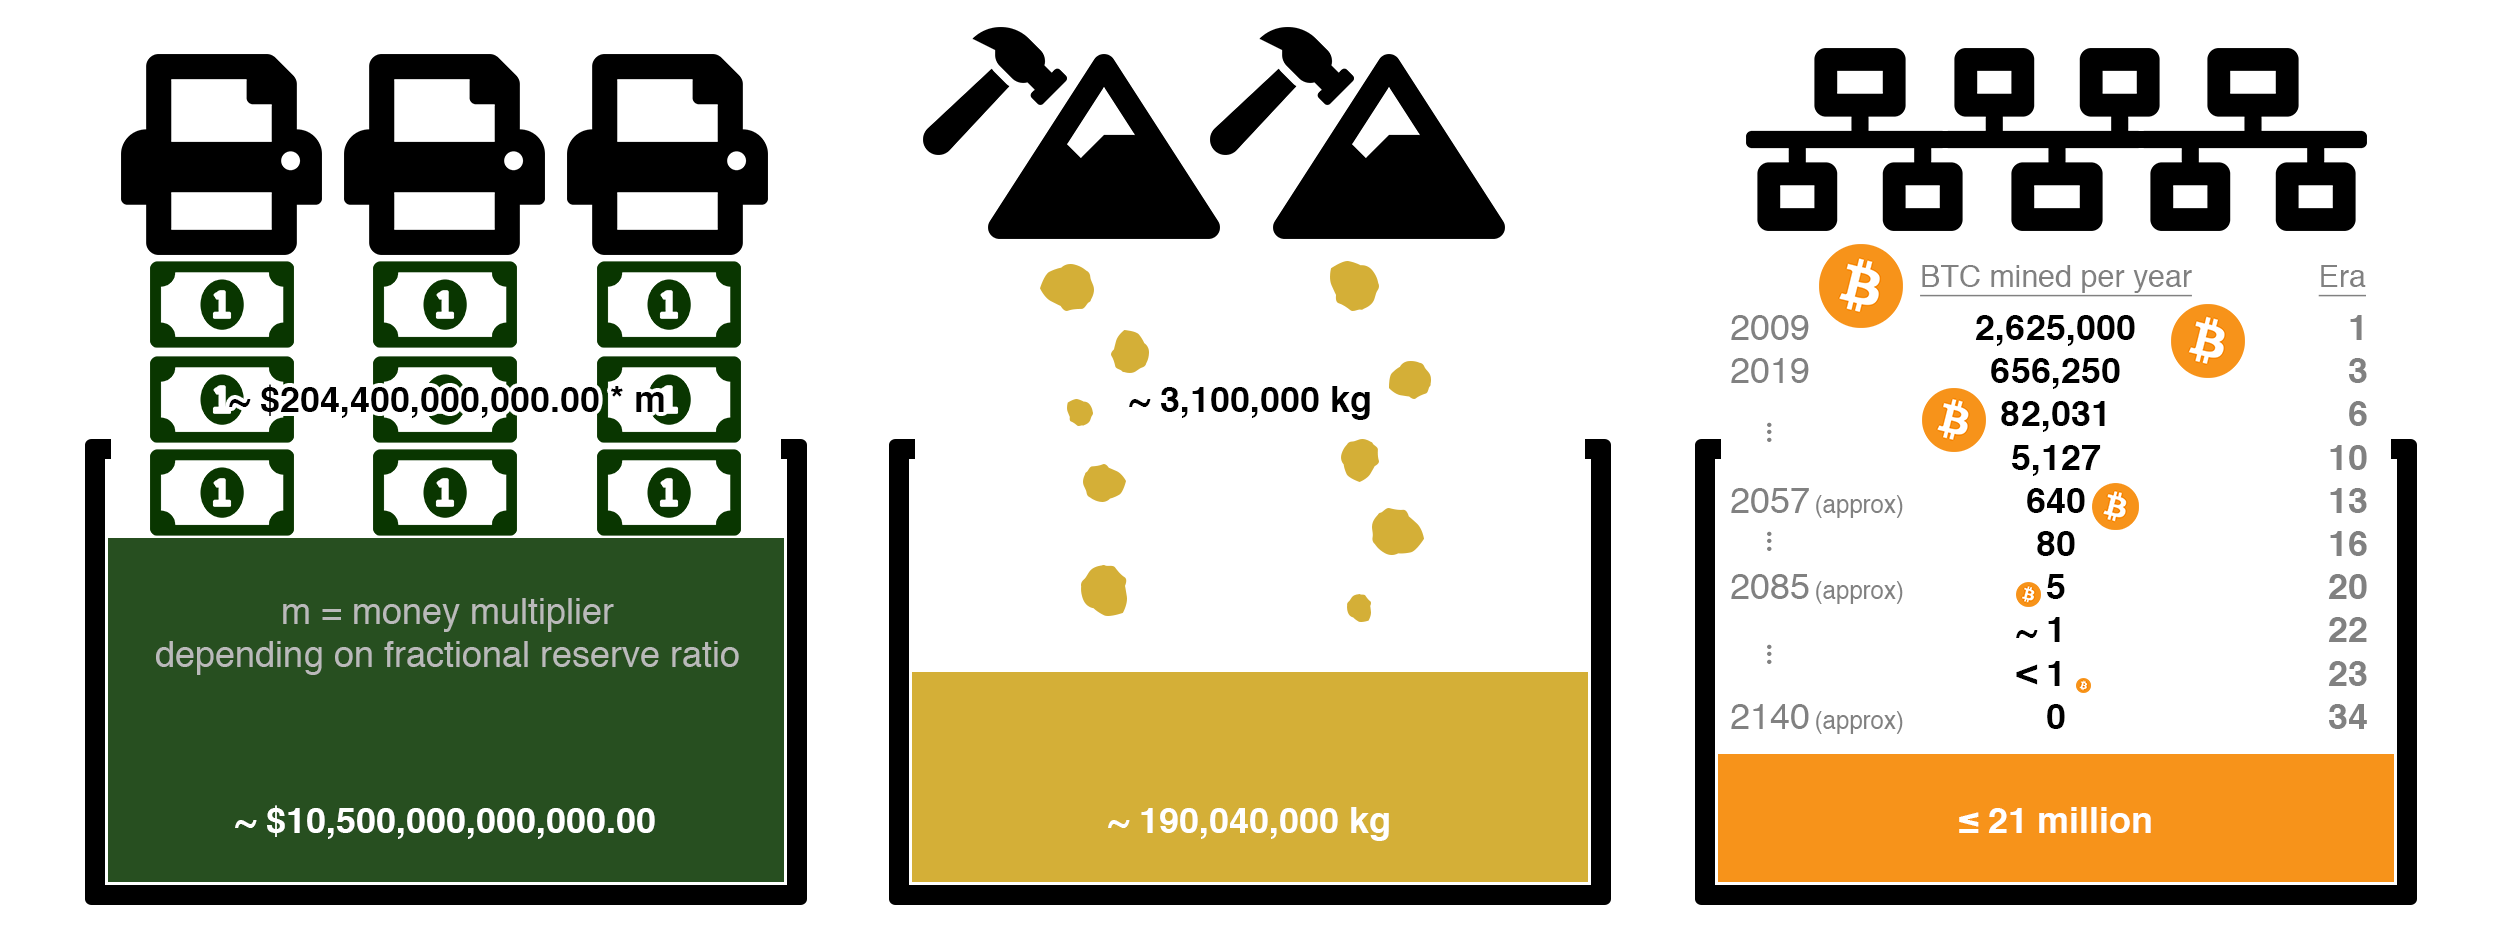 1 1 1
1 1 1
~ $204,400,000,000.00 * m
1 1 1
m = money multiplier
depending on fractional reserve ratio
~ $10,500,000,000,000.00
~ 3,100,000 kg
~ 190,040,000 kg
BTC mined per year Era
2009 2,625,000 1
2019 656,250 3
⋮ 82,031 6
5,127 10
2057 (approx) 640 13
⋮ 80 16
2085 (approx) 5 20
~ 1 22
⋮ < 1 23
2140 (approx) 0 34
≤ 21 million